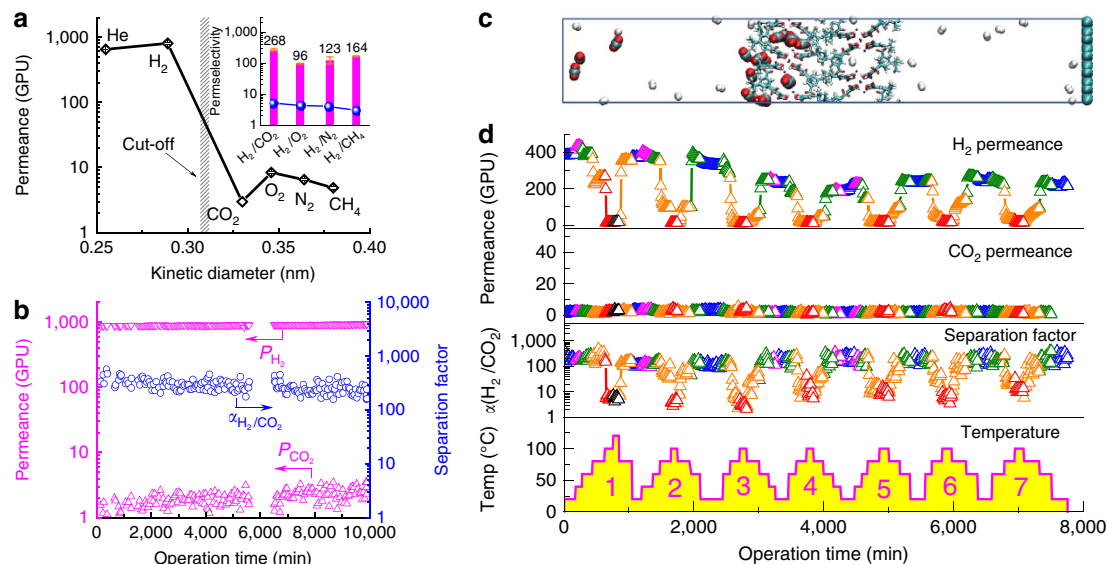 a
Permeance (GPU)
1,000
100
10
1
He
H2
Cut-off
CO2
O2
N2
CH4
0.25
0.30
0.35
0.40
Kinetic diameter (nm)
Permselectivity
1,000
100
10
1
268
96
123
164
H2/CO2
H2/O2
H2/N2
H2/CH4
b
Permeance (GPU)
1,000
100
10
1
PH2
αH2/CO2
PCO2
10,000
1,000
100
10
1
Separation factor
0
2,000
4,000
6,000
8,000
10,000
Operation time (min)
c
d
Permeance (GPU)
400
200
0
H2 permeance
40
20
0
CO2 permeance
α(H2 /CO2)
1,000
100
10
1
Separation factor
Temp (°C)
100
50
0
Temperature
1
2
3
4
5
6
7
0
2,000
4,000
6,000
8,000
Operation time (min)